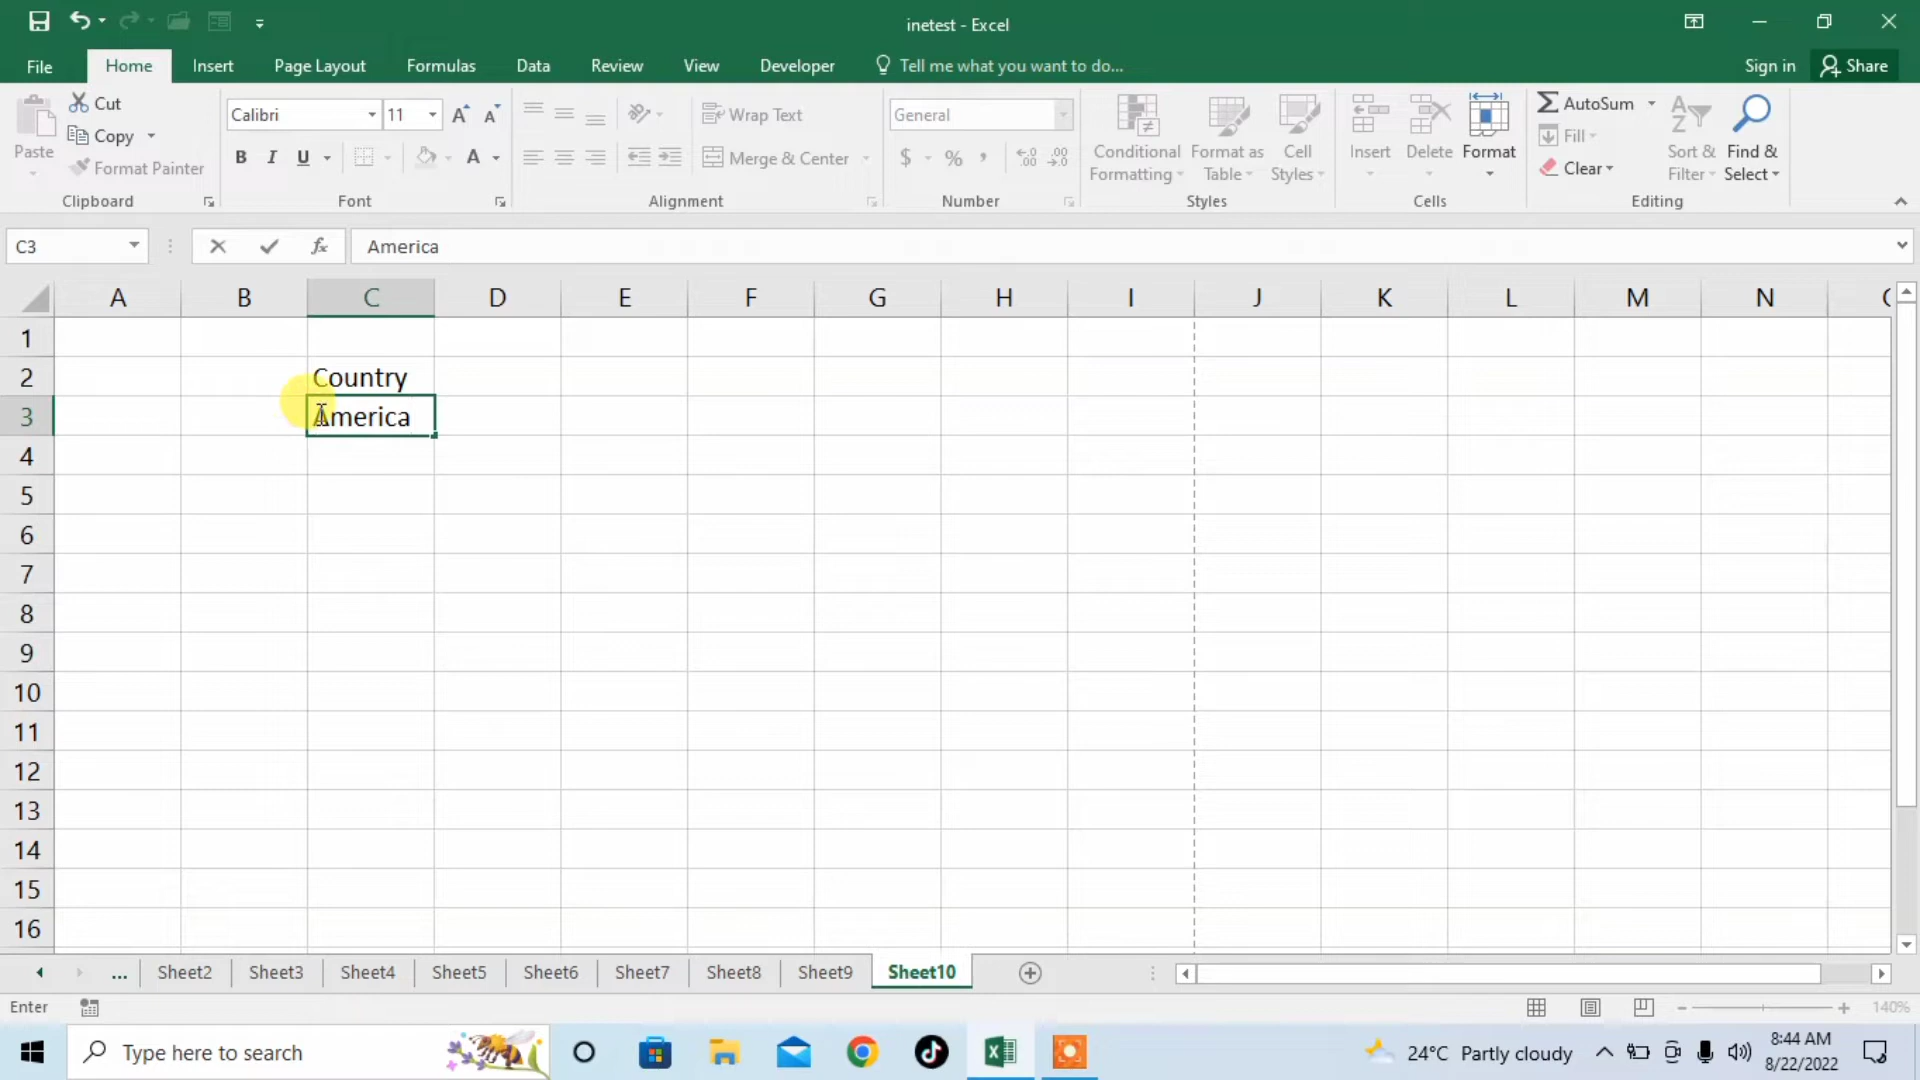 inetest - Excel
File Home Insert Page Layout Formulas Data Review View Developer Tell me what you want to do... Sign in Share
Cut
Copy
Format Painter
Paste
Clipboard
Calibri 11
B I U A
Font
Wrap Text
Merge & Center
Alignment
General
$ % ,
Number
Conditional Formatting
Format as Table
Cell Styles
Styles
Insert Delete Format
Cells
AutoSum
Fill
Clear
Sort & Filter
Find & Select
Editing
C3 fx America
A B C D E F G H I J K L M N
1
2 Country
3 America
4
5
6
7
8
9
10
11
12
13
14
15
16
... Sheet2 Sheet3 Sheet4 Sheet5 Sheet6 Sheet7 Sheet8 Sheet9 Sheet10
Enter 140%
Type here to search 24°C Partly cloudy 8:44 AM
8/22/2022